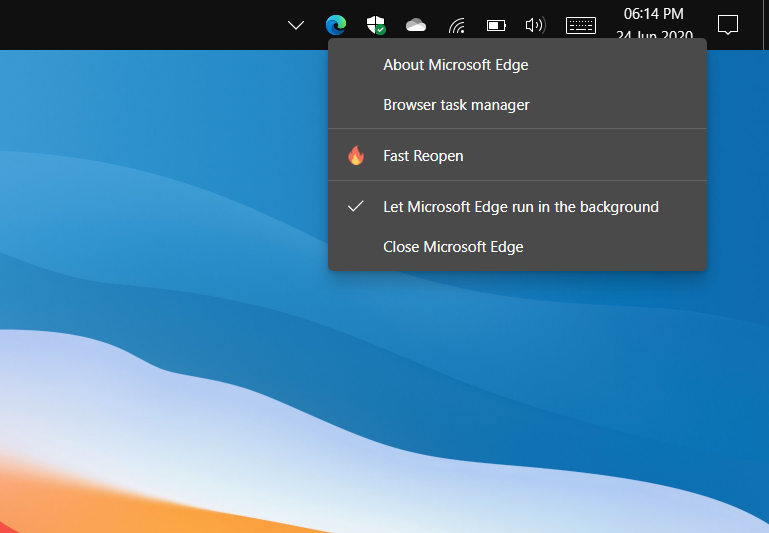 06:14 PM
24 Jun 2020
About Microsoft Edge
Browser task manager
Fast Reopen
Let Microsoft Edge run in the background
Close Microsoft Edge